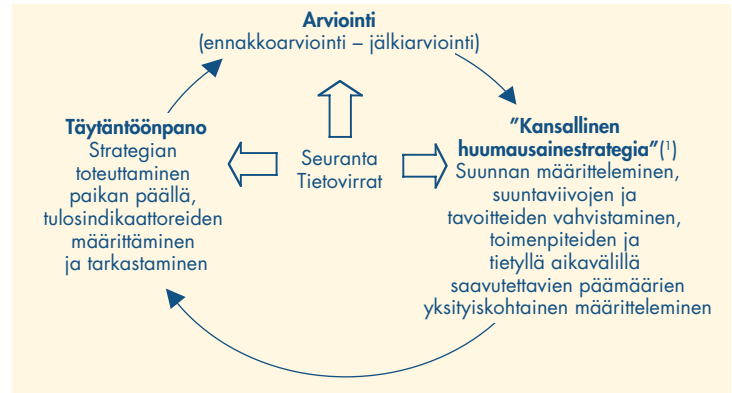 Arviointi
(ennakkoarviointi – jälkiarviointi)
Täytäntöönpano
Strategian
toteuttaminen
paikan päällä,
tulosindikaattoreiden
määrittäminen
ja tarkastaminen
Seuranta
Tietovirrat
”Kansallinen
huumausainestrategia”(¹)
Suunnan määritteleminen,
suuntaviivojen ja
tavoitteiden vahvistaminen,
toimenpiteiden ja
tietyllä aikavälillä
saavutettavien päämäärien
yksityiskohtainen määritteleminen